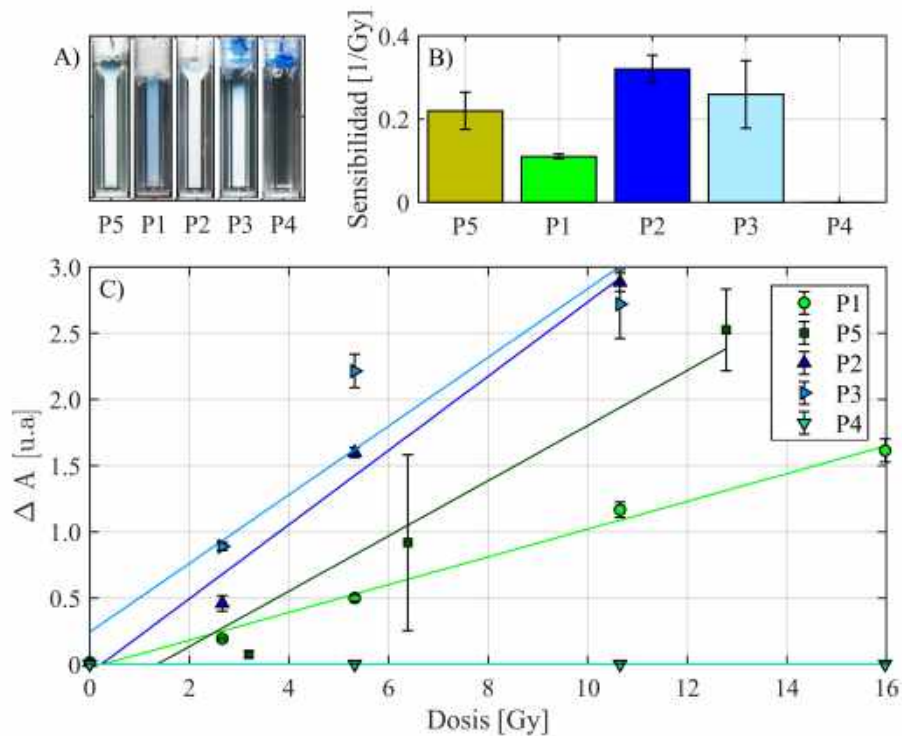 A)
P5 P1 P2 P3 P4
B)
Sensibilidad [1/Gy]
0.4
0.2
0
P5 P1 P2 P3 P4
C)
Δ A [u.a]
3.0
2.5
2.0
1.5
1.0
0.5
0
0 2 4 6 8 10 12 14 16
Dosis [Gy]
P1
P5
P2
P3
P4